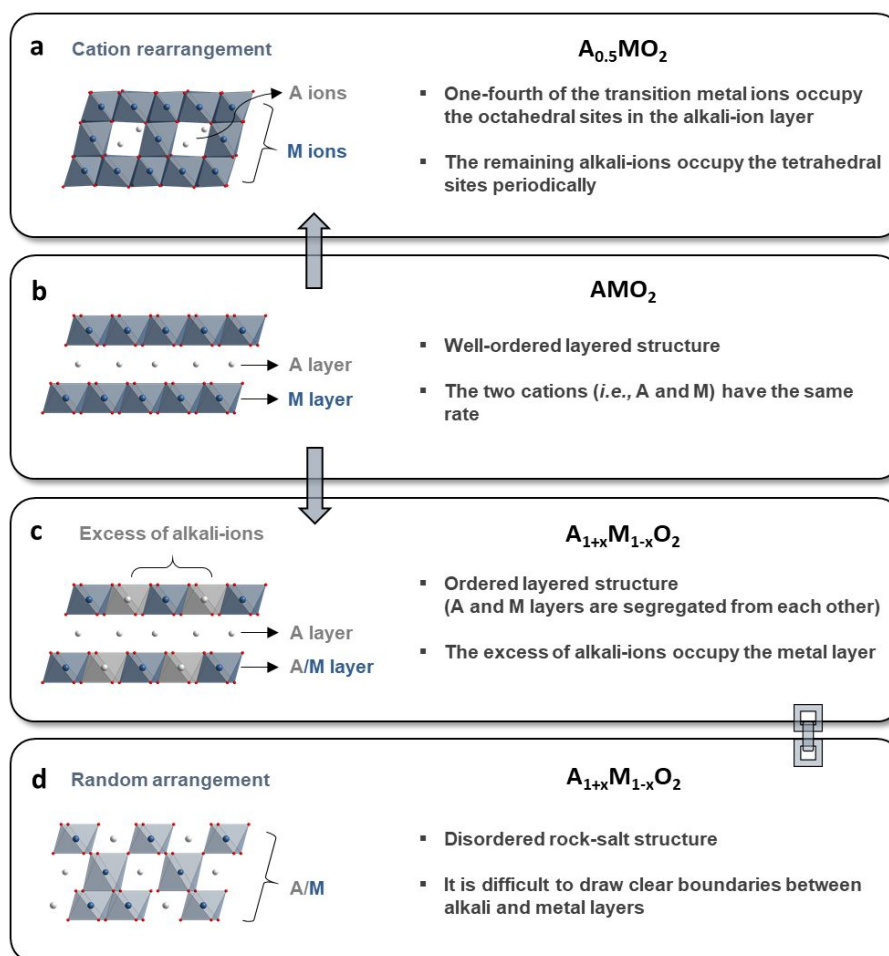 a
Cation rearrangement
A ions
M ions
A₀.₅MO₂
▪ One-fourth of the transition metal ions occupy
the octahedral sites in the alkali-ion layer
▪ The remaining alkali-ions occupy the tetrahedral
sites periodically
b
A layer
M layer
AMO₂
▪ Well-ordered layered structure
▪ The two cations (i.e., A and M) have the same
rate
c
Excess of alkali-ions
A layer
A/M layer
A₁₊ₓM₁₋ₓO₂
▪ Ordered layered structure
(A and M layers are segregated from each other)
▪ The excess of alkali-ions occupy the metal layer
d
Random arrangement
A/M
A₁₊ₓM₁₋ₓO₂
▪ Disordered rock-salt structure
▪ It is difficult to draw clear boundaries between
alkali and metal layers